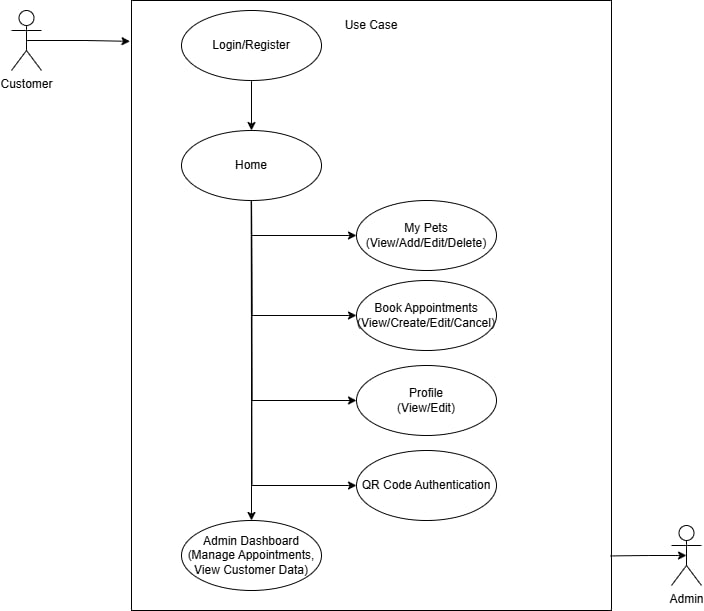 Use Case
Login/Register
Customer
Home
My Pets
(View/Add/Edit/Delete)
Book Appointments
(View/Create/Edit/Cancel)
Profile
(View/Edit)
QR Code Authentication
Admin Dashboard
(Manage Appointments,
View Customer Data)
Admin